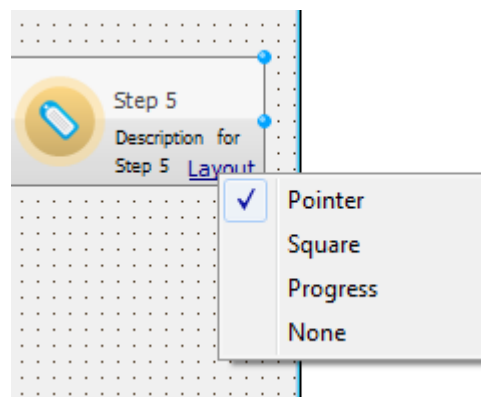 Step 5
Description for
Step 5 Layout
Pointer
Square
Progress
None